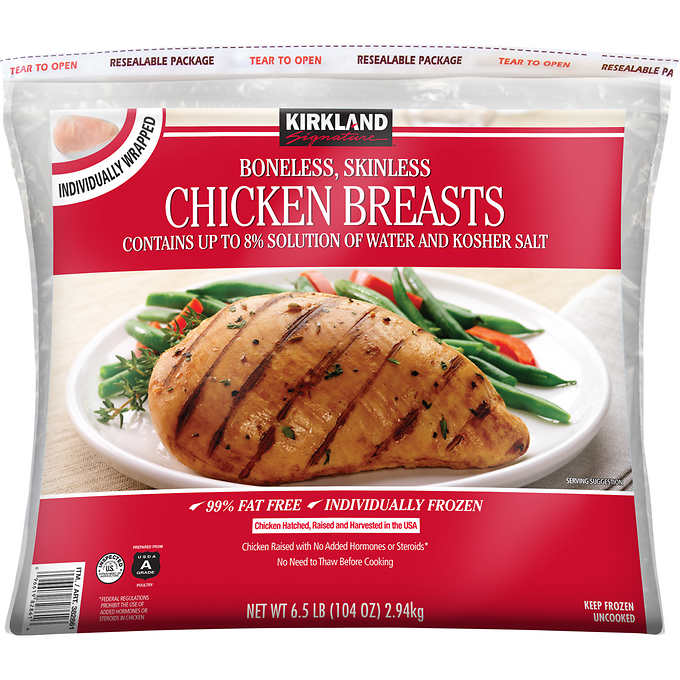 TEAR TO OPEN RESEALABLE PACKAGE TEAR TO OPEN RESEALABLE PACKAGE TEAR TO OPEN RESEALABLE PACKAGE
INDIVIDUALLY WRAPPED
KIRKLAND
Signature
BONELESS, SKINLESS
CHICKEN BREASTS
CONTAINS UP TO 8% SOLUTION OF WATER AND KOSHER SALT
SERVING SUGGESTION
99% FAT FREE INDIVIDUALLY FROZEN
Chicken Hatched, Raised and Harvested in the USA
Chicken Raised with No Added Hormones or Steroids*
No Need to Thaw Before Cooking
INSPECTED
U.S.
PREPARED FROM
USDA
A
GRADE
POULTRY
*FEDERAL REGULATIONS
PROHIBIT THE USE OF
ADDED HORMONES OR
STEROIDS IN CHICKEN
NET WT 6.5 LB (104 OZ) 2.94kg
KEEP FROZEN
UNCOOKED